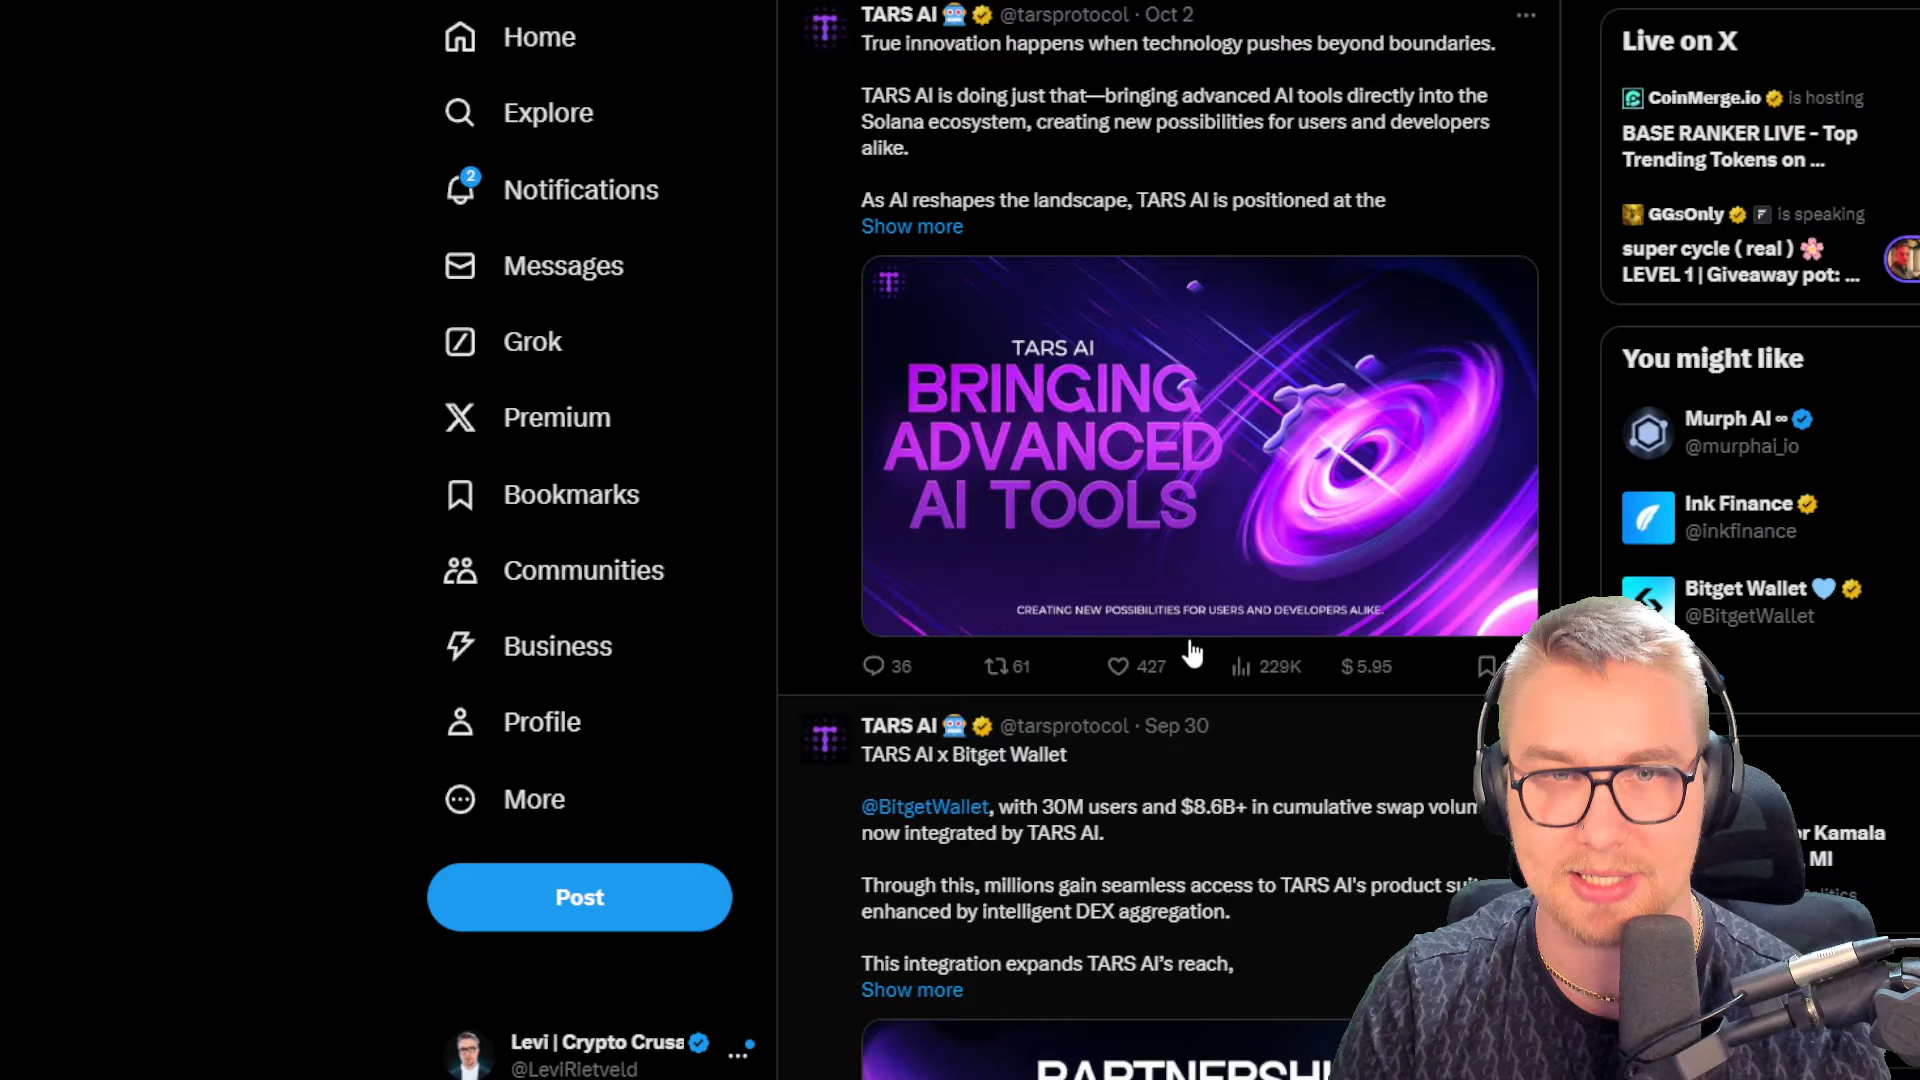 Home
Explore
2
Notifications
Messages
Grok
Premium
Bookmarks
Communities
Business
Profile
More
Post
Levi | Crypto Crusa
@LeviRietveld
TARS AI @tarsprotocol · Oct 2
True innovation happens when technology pushes beyond boundaries.
TARS AI is doing just that—bringing advanced AI tools directly into the
Solana ecosystem, creating new possibilities for users and developers
alike.
As AI reshapes the landscape, TARS AI is positioned at the
Show more
TARS AI
BRINGING
ADVANCED
AI TOOLS
CREATING NEW POSSIBILITIES FOR USERS AND DEVELOPERS ALIKE.
36 61 427 229K $ 5.95
TARS AI @tarsprotocol · Sep 30
TARS AI x Bitget Wallet
@BitgetWallet, with 30M users and $8.6B+ in cumulative swap
now integrated by TARS AI.
Through this, millions gain seamless access to TARS AI's product
enhanced by intelligent DEX aggregation.
This integration expands TARS AI's reach,
Show more
Live on X
CoinMerge.io is hosting
BASE RANKER LIVE - Top
Trending Tokens on ...
GGsOnly is speaking
super cycle ( real )
LEVEL 1 | Giveaway pot: ...
You might like
Murph AI ∞
@murphai_io
Ink Finance
@inkfinance
Bitget Wallet
@BitgetWallet
Kamala
MI